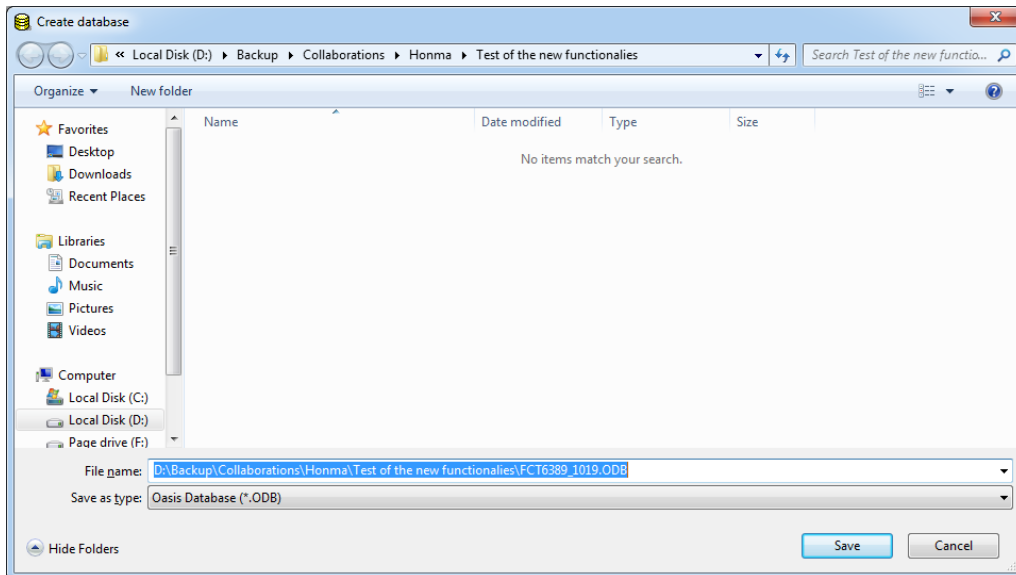 Create database
« Local Disk (D:) Backup Collaborations Honma Test of the new functionalies Search Test of the new functio...
Organize New folder
Favorites
Desktop
Downloads
Recent Places
Libraries
Documents
Music
Pictures
Videos
Computer
Local Disk (C:)
Local Disk (D:)
Page drive (F:)
Name Date modified Type Size
No items match your search.
File name: D:\Backup\Collaborations\Honma\Test of the new functionalies\FCT6389_1019.ODB
Save as type: Oasis Database (*.ODB)
Hide Folders Save Cancel